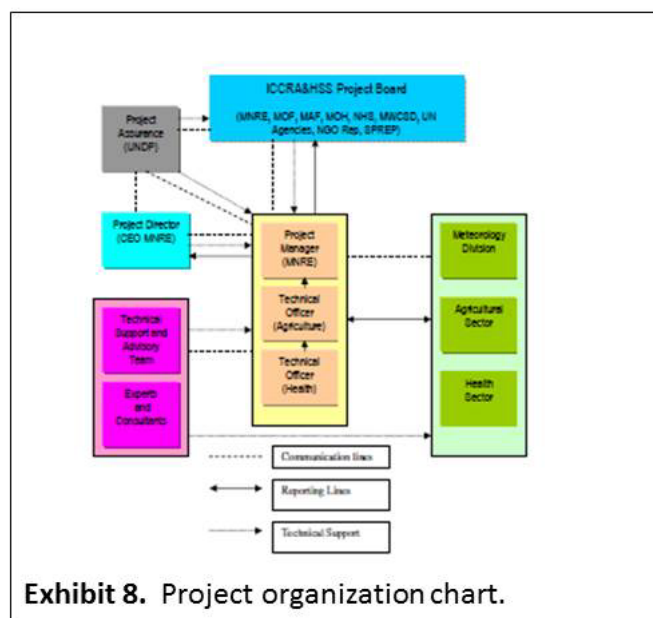 ICCRA&HSS Project Board
(MNRE, MOF, MAF, MOH, NHS, MWCSD, UN
Agencies, NGO Rep, SPREP)
Project
Assurance
(UNDP)
Project Director
(CEO MNRE)
Project
Manager
(MNRE)
Technical
Officer
(Agriculture)
Technical
Officer
(Health)
Meteorology
Division
Agricultural
Sector
Health
Sector
Technical
Support and
Advisory
Team
Experts
and
Consultants
Communication lines
Reporting Lines
Technical Support
Exhibit 8. Project organization chart.